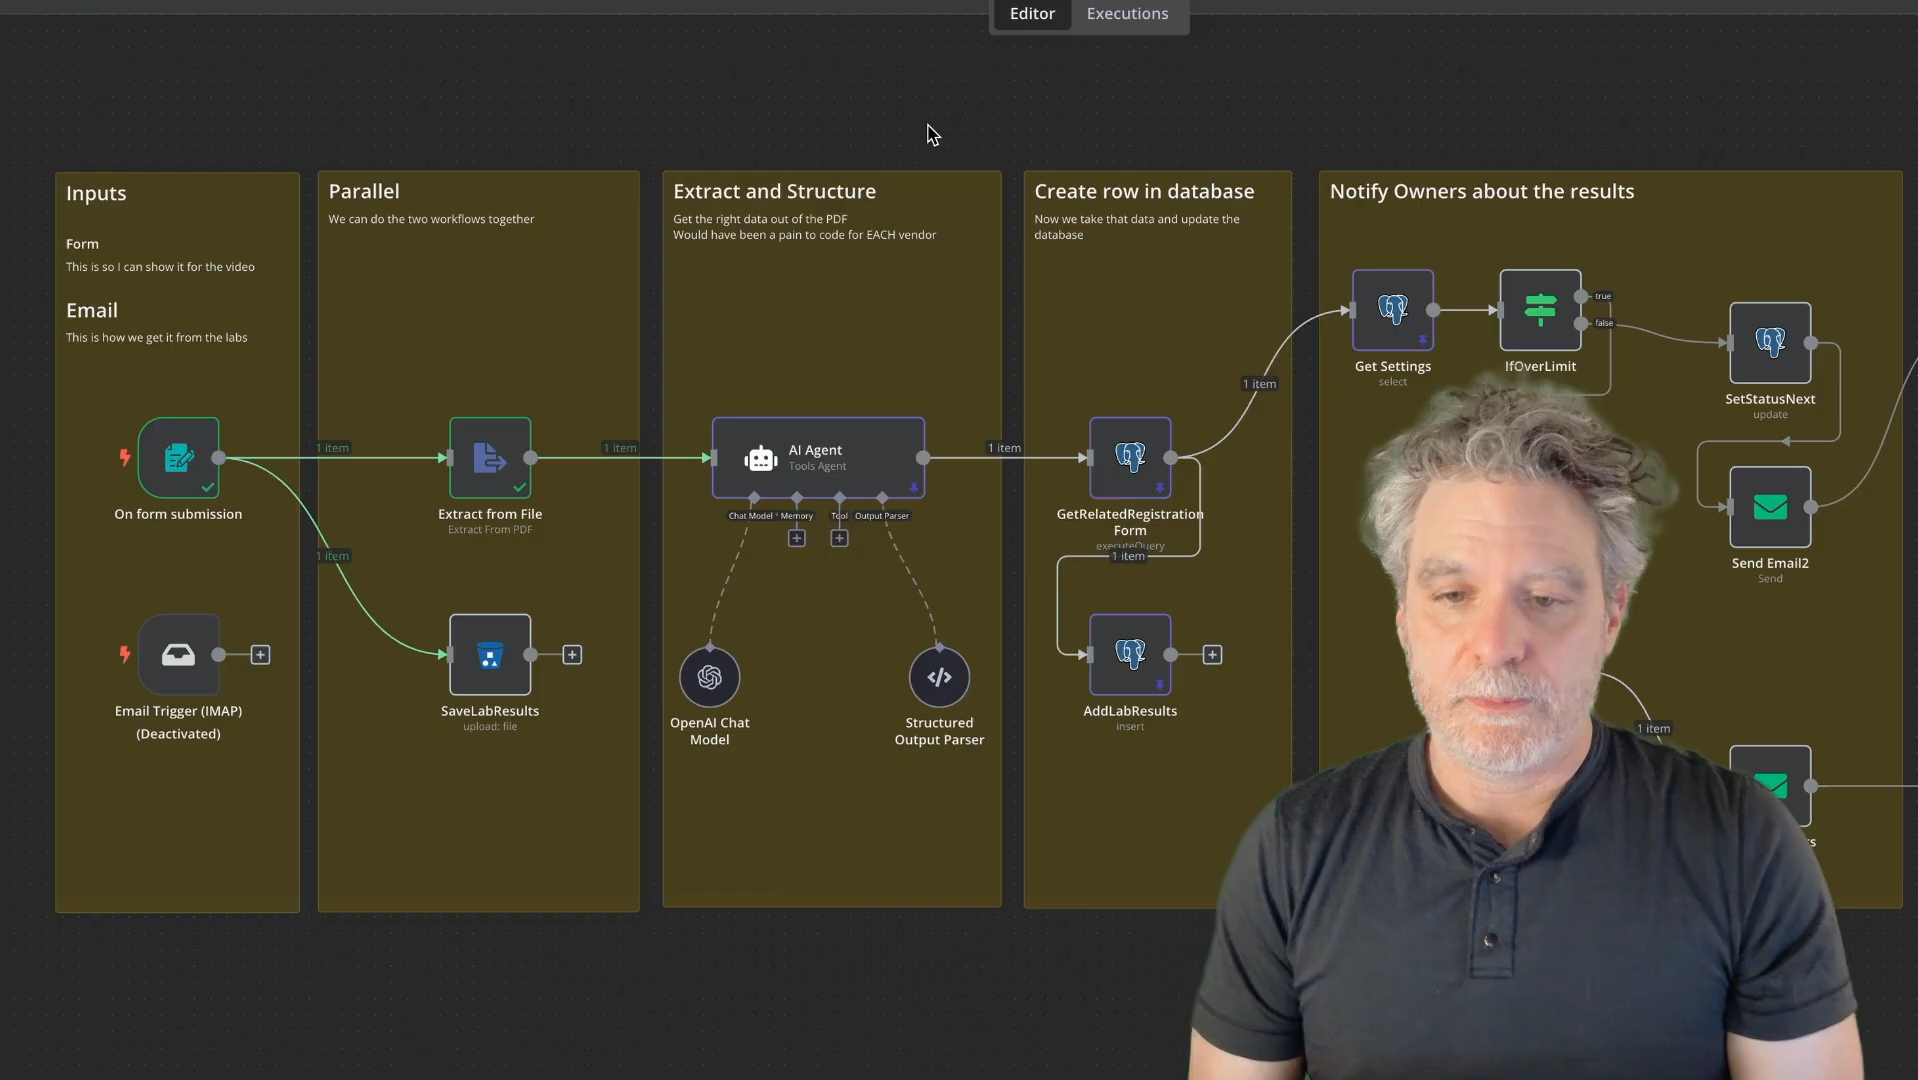 Editor
Executions
Inputs
Form
This is so I can show it for the video
Email
This is how we get it from the labs
On form submission
Email Trigger (IMAP)
(Deactivated)
Parallel
We can do the two workflows together
1 item
1 item
1 item
Extract from File
Extract From PDF
SaveLabResults
upload: file
Extract and Structure
Get the right data out of the PDF
Would have been a pain to code for EACH vendor
AI Agent
Tools Agent
Chat Model *
Memory
Tool
Output Parser
OpenAI Chat
Model
Structured
Output Parser
1 item
Create row in database
Now we take that data and update the
database
GetRelatedRegistration
Form
executeQuery
1 item
1 item
AddLabResults
insert
Notify Owners about the results
Get Settings
select
IfOverLimit
true
false
SetStatusNext
update
Send Email2
Send
1 item